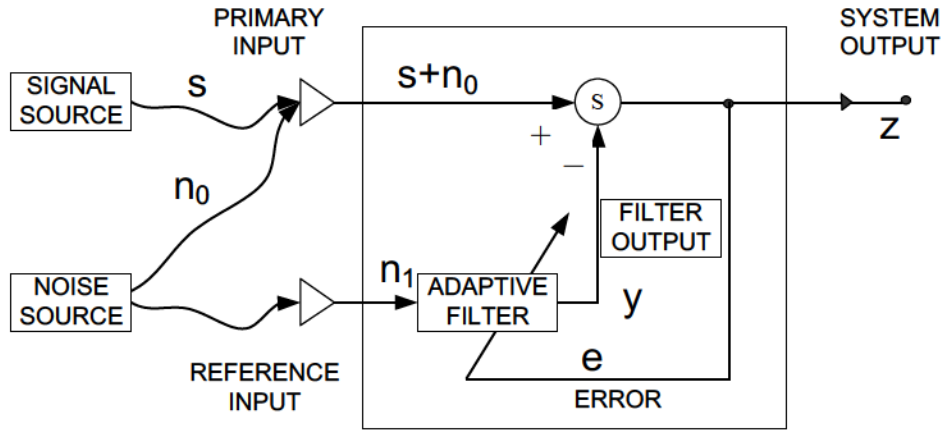 PRIMARY
INPUT
SYSTEM
OUTPUT
SIGNAL
SOURCE
s
s+n₀
S
+
−
z
n₀
FILTER
OUTPUT
NOISE
SOURCE
n₁
ADAPTIVE
FILTER
y
REFERENCE
INPUT
e
ERROR